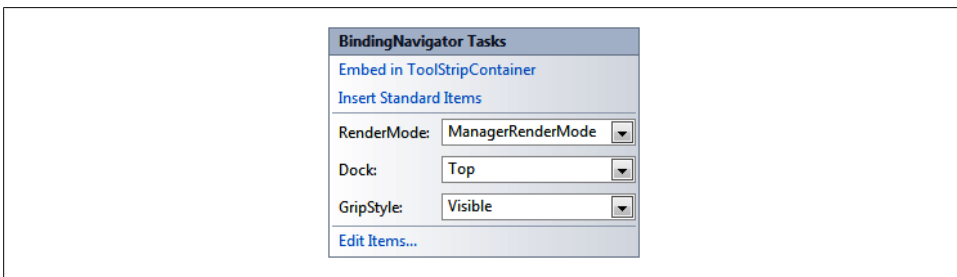 BindingNavigator Tasks
Embed in ToolStripContainer
Insert Standard Items
RenderMode: ManagerRenderMode
Dock: Top
GripStyle: Visible
Edit Items...